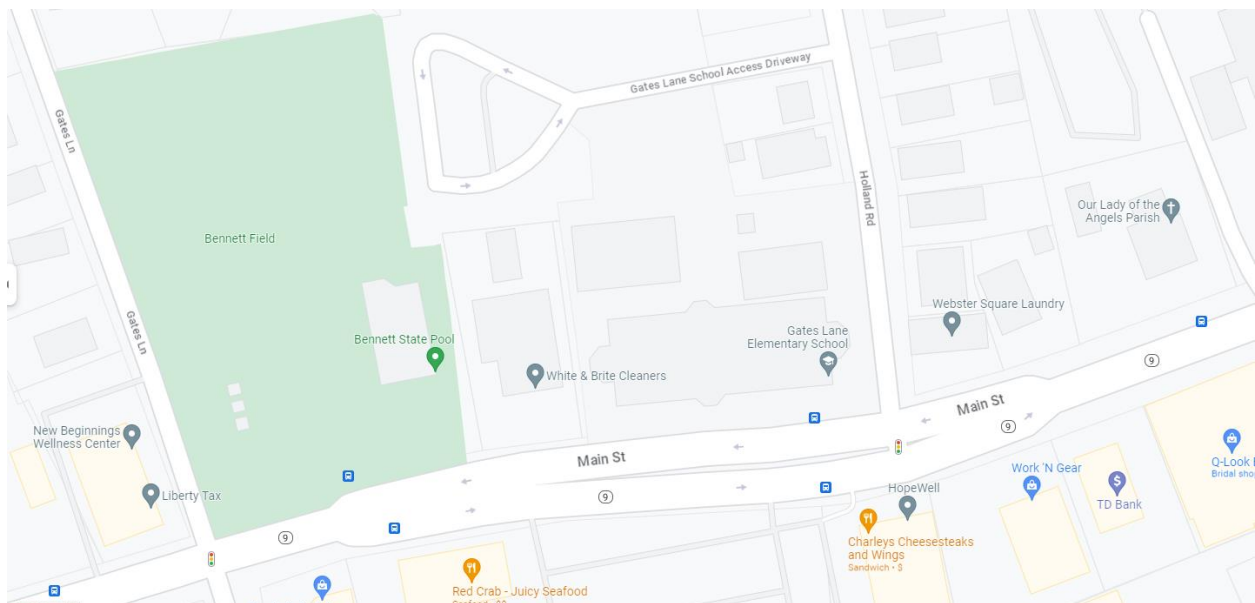 Gates Lane School Access Driveway
Gates Ln
Holland Rd
Our Lady of the
Angels Parish
Bennett Field
Webster Square Laundry
Gates Ln
Bennett State Pool
Gates Lane
Elementary School
White & Brite Cleaners
9
Main St
9
New Beginnings
Wellness Center
Main St
Q-Look
Bridal
Work 'N Gear
TD Bank
$
Liberty Tax
9
HopeWell
9
Charleys Cheesesteaks
and Wings
Sandwich • $
Red Crab - Juicy Seafood